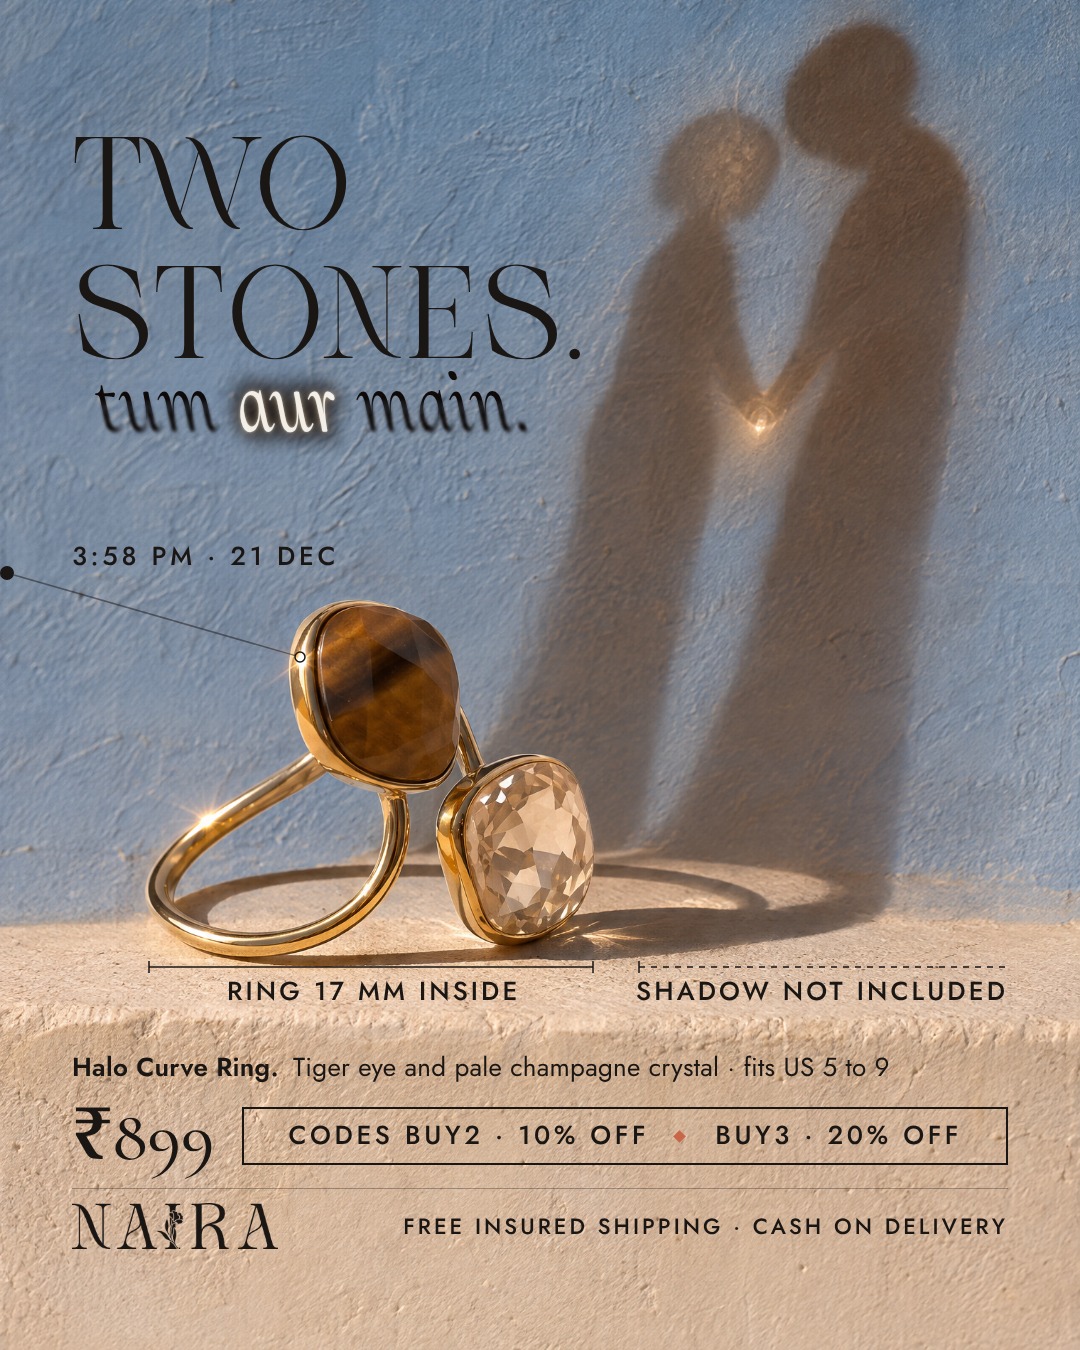 TWO
STONES.
tum aur main.
3:58 PM · 21 DEC
RING 17 MM INSIDE
SHADOW NOT INCLUDED
Halo Curve Ring. Tiger eye and pale champagne crystal · fits US 5 to 9
₹899
CODES BUY2 · 10% OFF ◆ BUY3 · 20% OFF
NAIRA
FREE INSURED SHIPPING · CASH ON DELIVERY